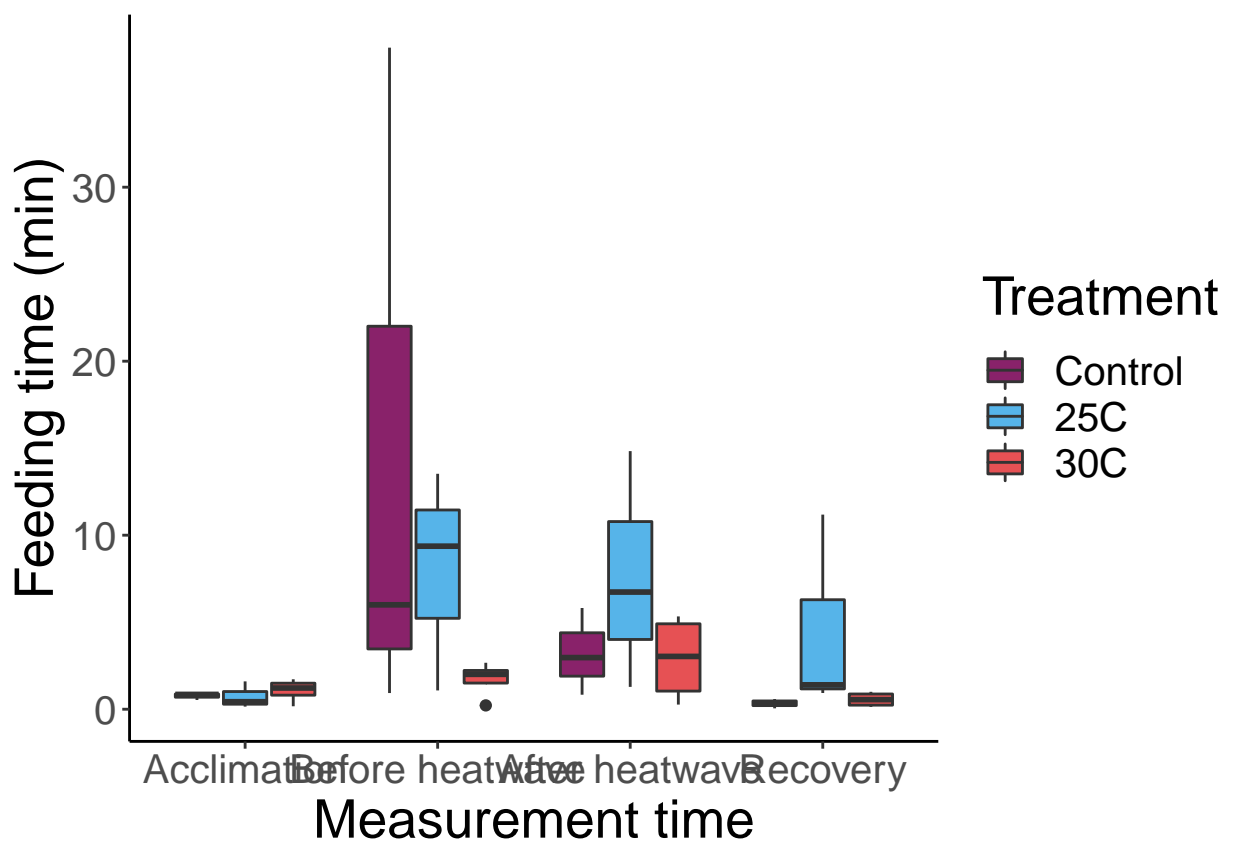 Feeding time (min)
30
20
10
0
Acclimation Before heatwave After heatwave Recovery
Measurement time
Treatment
Control
25C
30C